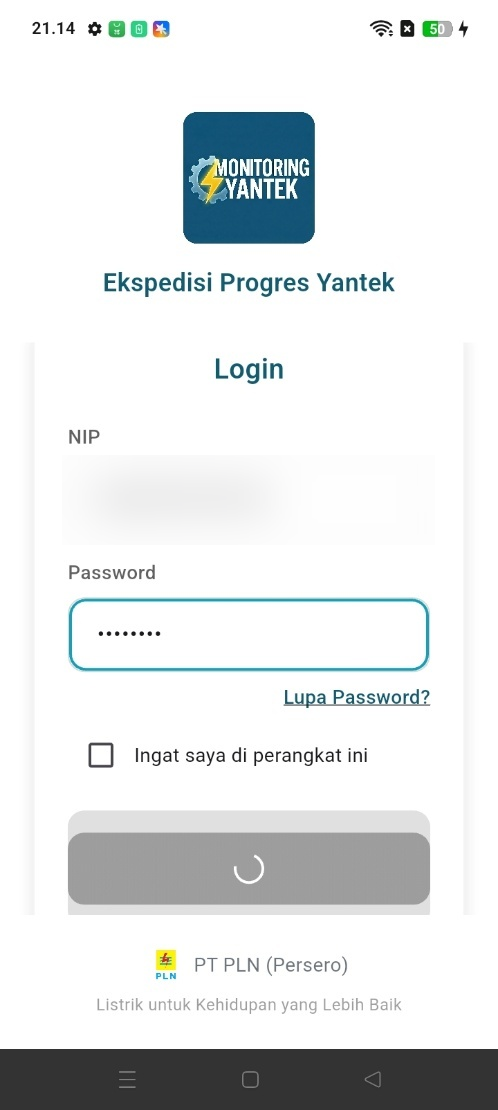 21.14
50
MONITORING
YANTEK
Ekspedisi Progres Yantek
Login
NIP
Password
••••••••
Lupa Password?
Ingat saya di perangkat ini
PLN
PT PLN (Persero)
Listrik untuk Kehidupan yang Lebih Baik